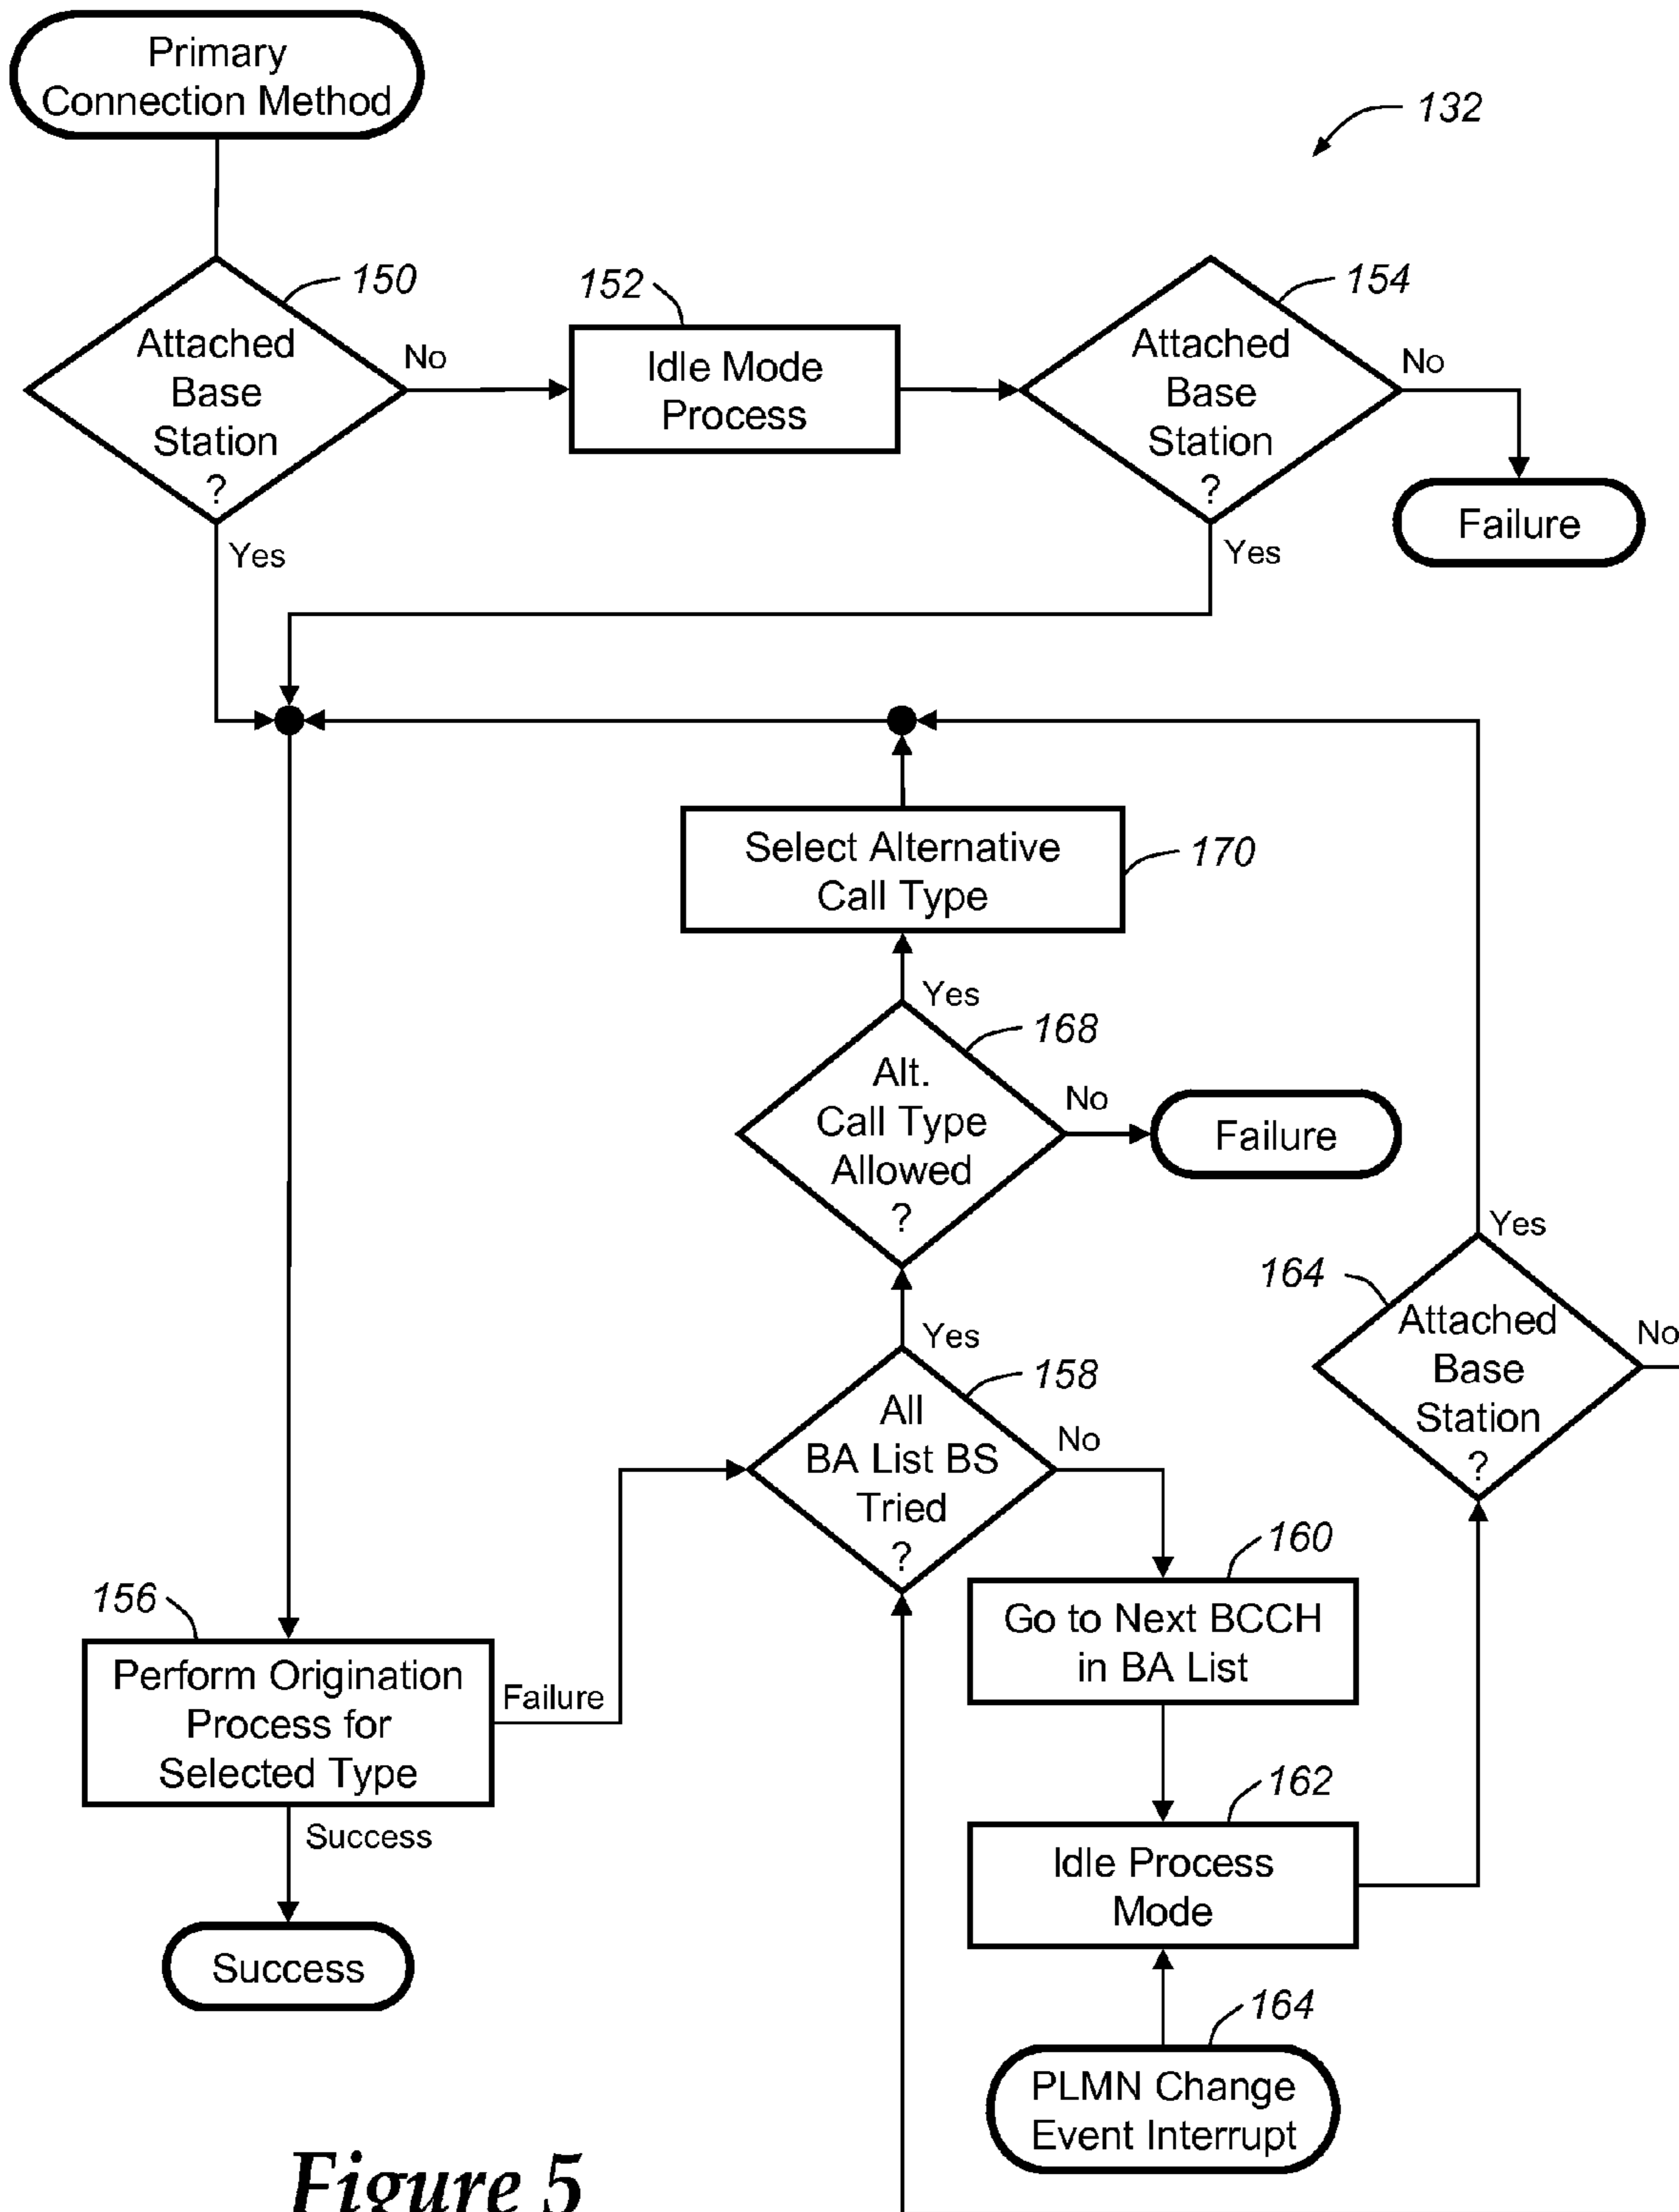 Primary
Connection Method
132
150
Attached
Base
Station
?
No
Yes
152
Idle Mode
Process
154
Attached
Base
Station
?
No
Yes
Failure
Select Alternative
Call Type
170
Yes
168
Alt.
Call Type
Allowed
?
No
Failure
Yes
164
Attached
Base
Station
?
No
Yes
158
All
BA List BS
Tried
?
No
160
Go to Next BCCH
in BA List
156
Perform Origination
Process for
Selected Type
Failure
Success
Success
162
Idle Process
Mode
164
PLMN Change
Event Interrupt
Figure 5